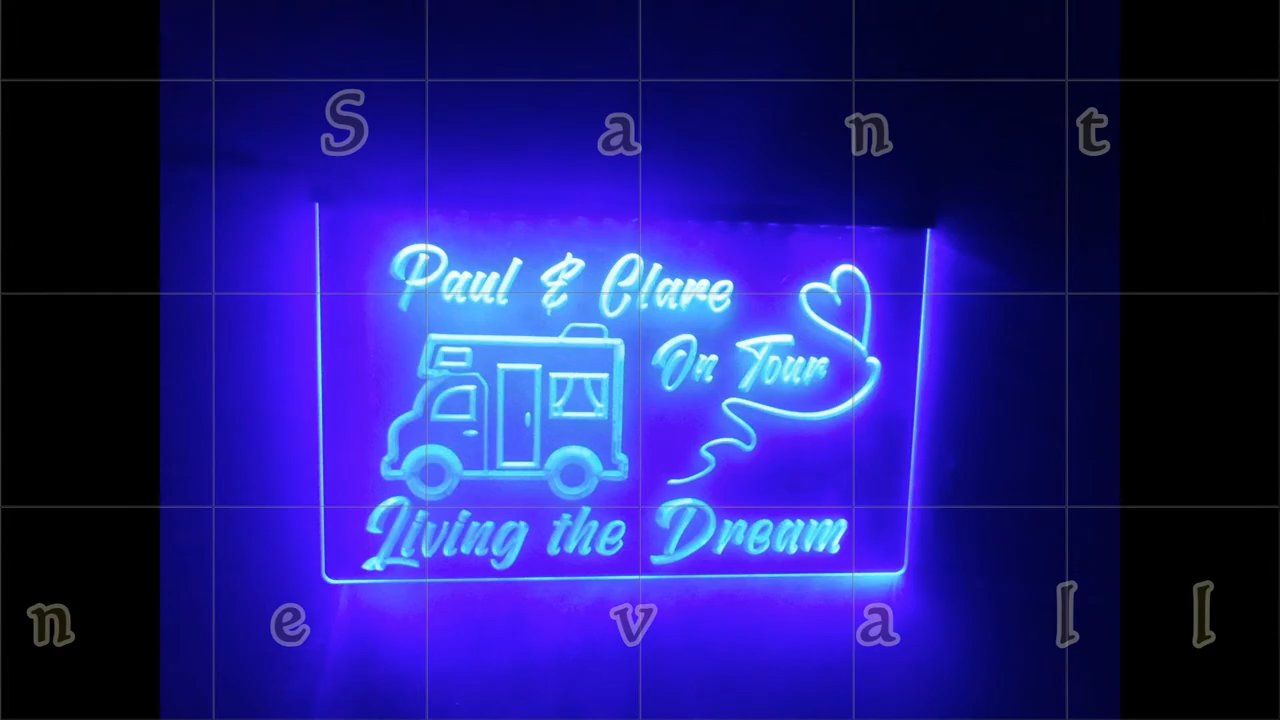 S a n t
Paul & Clare
On Tour
Living the Dream
n e v a l l